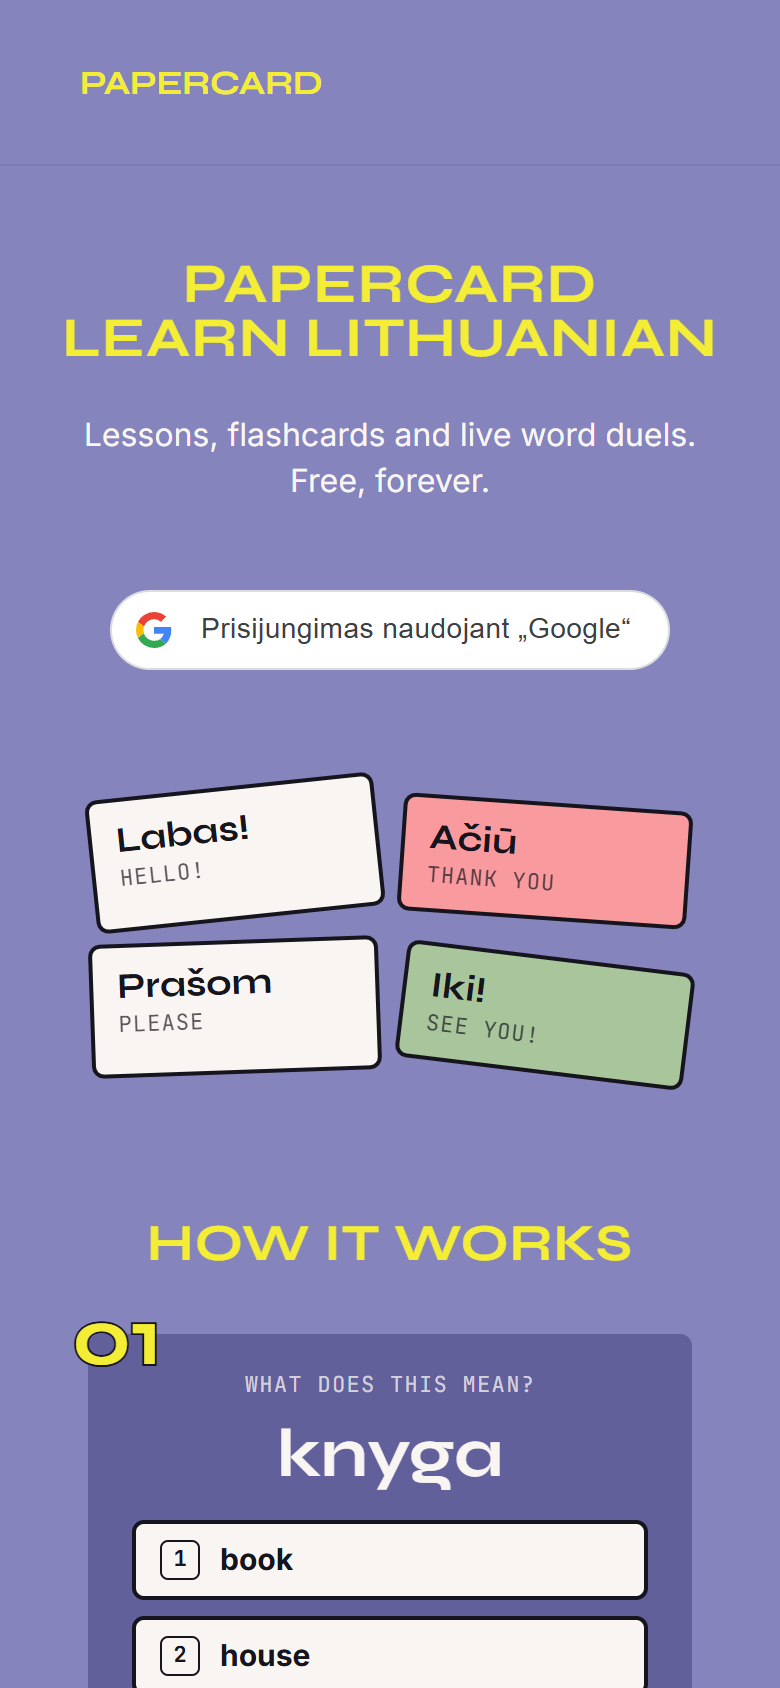 PAPERCARD
PAPERCARD
LEARN LITHUANIAN
Lessons, flashcards and live word duels.
Free, forever.
Prisijungimas naudojant „Google“
Labas!
HELLO!
Ačiū
THANK YOU
Prašom
PLEASE
Iki!
SEE YOU!
HOW IT WORKS
01
WHAT DOES THIS MEAN?
knyga
1 book
2 house